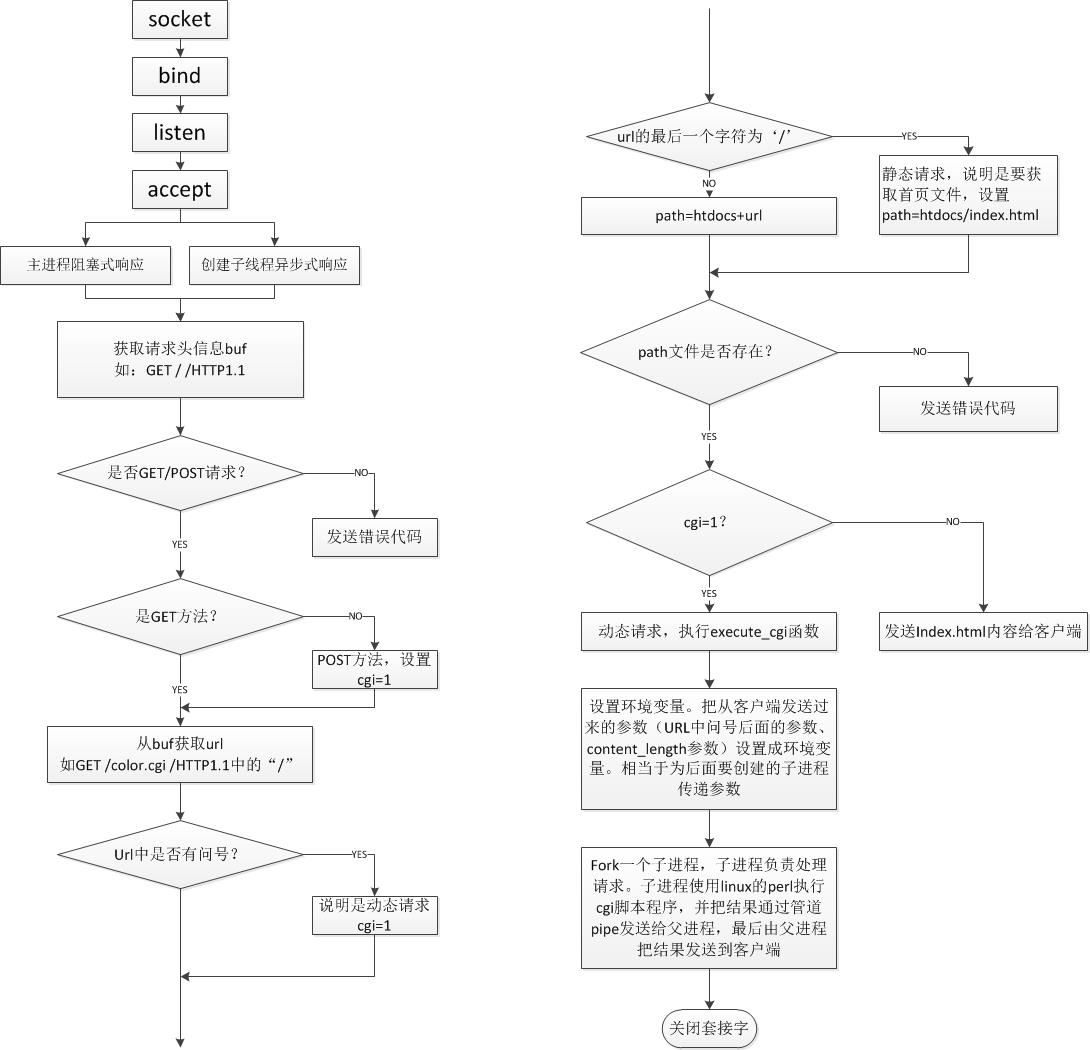 socket
bind
listen
accept
主进程阻塞式响应
创建子线程异步式响应
获取请求头信息buf
如：GET / /HTTP1.1
是否GET/POST请求？
NO
发送错误代码
YES
是GET方法？
NO
POST方法，设置
cgi=1
YES
从buf获取url
如GET /color.cgi /HTTP1.1中的“/”
Url中是否有问号？
YES
说明是动态请求
cgi=1
url的最后一个字符为‘/’
YES
静态请求，说明是要获
取首页文件，设置
path=htdocs/index.html
NO
path=htdocs+url
path文件是否存在？
NO
发送错误代码
YES
cgi=1？
NO
YES
动态请求，执行execute_cgi函数
发送Index.html内容给客户端
设置环境变量。把从客户端发送过
来的参数（URL中问号后面的参数、
content_length参数）设置成环境变
量。相当于为后面要创建的子进程
传递参数
Fork一个子进程，子进程负责处理
请求。子进程使用linux的perl执行
cgi脚本程序，并把结果通过管道
pipe发送给父进程，最后由父进程
把结果发送到客户端
关闭套接字